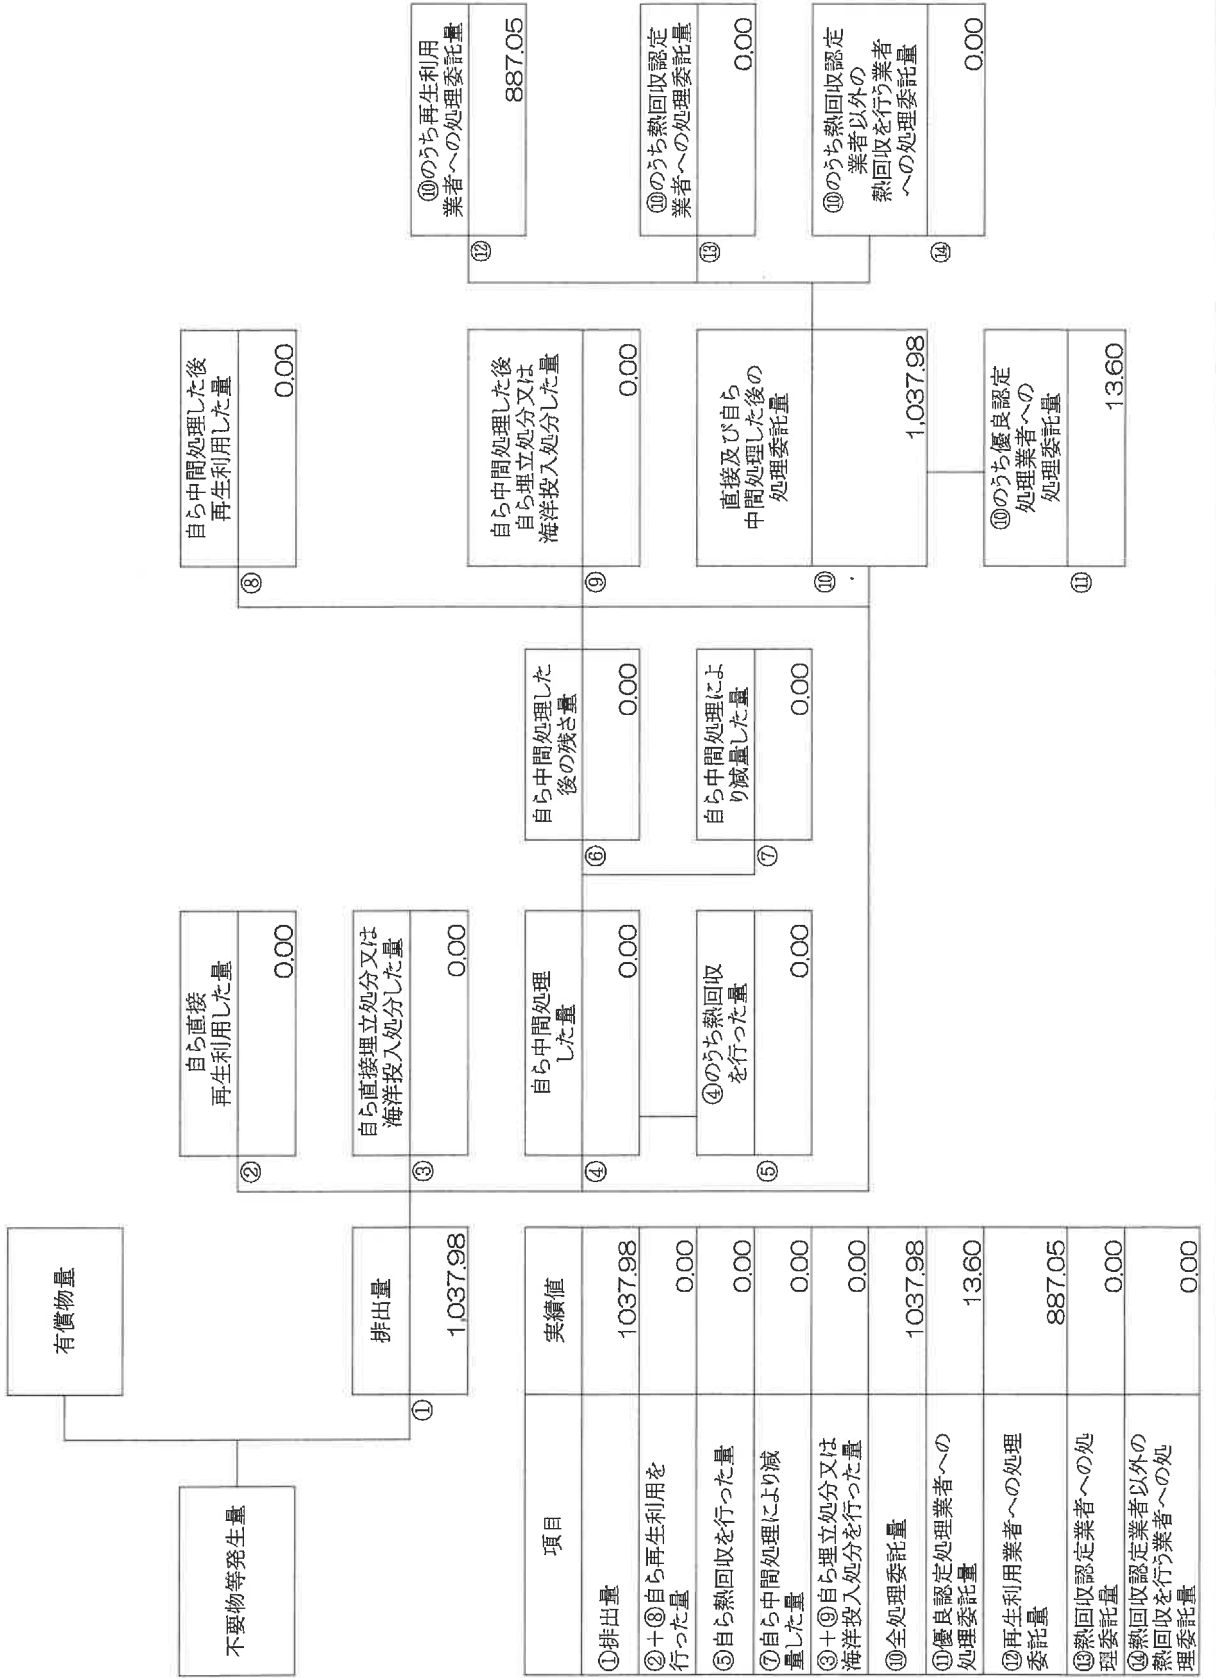 不要物等発生量
有償物量
①
排出量
1,037.98
②
自ら直接
再生利用した量
0.00
③
自ら直接埋立処分又は
海洋投入処分した量
0.00
④
自ら中間処理
した量
0.00
⑤
④のうち熱回収
を行った量
0.00
⑥
自ら中間処理した
後の残さ量
0.00
⑦
自ら中間処理によ
り減量した量
0.00
⑧
自ら中間処理した後
再生利用した量
0.00
⑨
自ら中間処理した後
自ら埋立処分又は
海洋投入処分した量
0.00
⑩
直接及び自ら
中間処理した後の
処理委託量
1,037.98
⑪
⑩のうち優良認定
処理業者への
処理委託量
13.60
⑫
⑩のうち再生利用
業者への処理委託量
887.05
⑬
⑩のうち熱回収認定
業者への処理委託量
0.00
⑭
⑩のうち熱回収認定
業者以外の
熱回収を行う業者
への処理委託量
0.00
項目 実績値
①排出量 1037.98
②+⑧自ら再生利用を
行った量 0.00
⑤自ら熱回収を行った量 0.00
⑦自ら中間処理により減
量した量 0.00
③+⑨自ら埋立処分又は
海洋投入処分を行った量 0.00
⑩全処理委託量 1037.98
⑪優良認定処理業者への
処理委託量 13.60
⑫再生利用業者への処理
委託量 887.05
⑬熱回収認定業者への処
理委託量 0.00
⑭熱回収認定業者以外の
熱回収を行う業者への処
理委託量 0.00